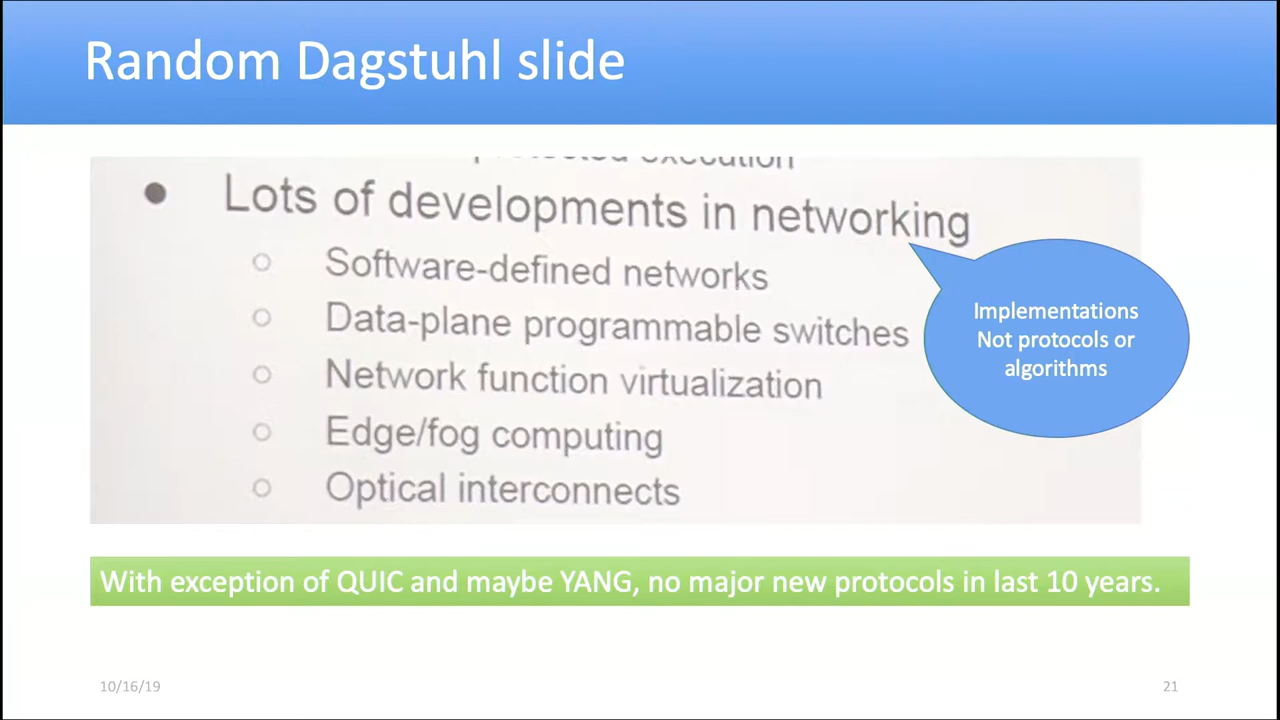 Random Dagstuhl slide
protected execution
● Lots of developments in networking
○ Software-defined networks
○ Data-plane programmable switches
○ Network function virtualization
○ Edge/fog computing
○ Optical interconnects
Implementations
Not protocols or
algorithms
With exception of QUIC and maybe YANG, no major new protocols in last 10 years.
10/16/19
21